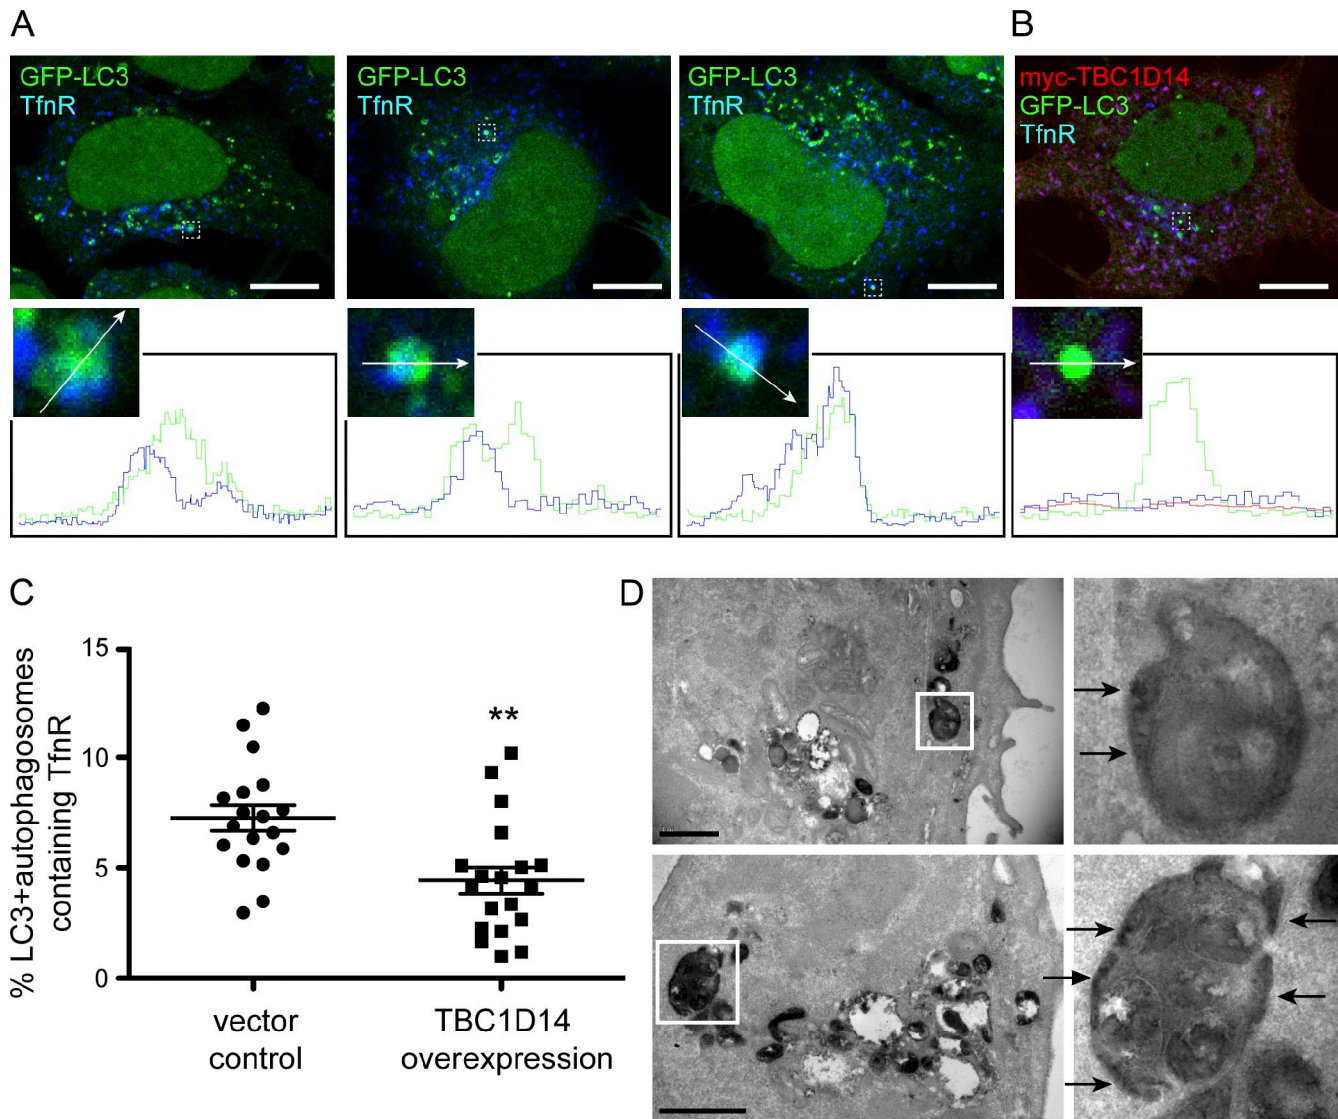 A
B
GFP-LC3
TfnR
GFP-LC3
TfnR
GFP-LC3
TfnR
myc-TBC1D14
GFP-LC3
TfnR
C
D
% LC3+autophagosomes
containing TfnR
15
10
5
0
**
vector
control
TBC1D14
overexpression